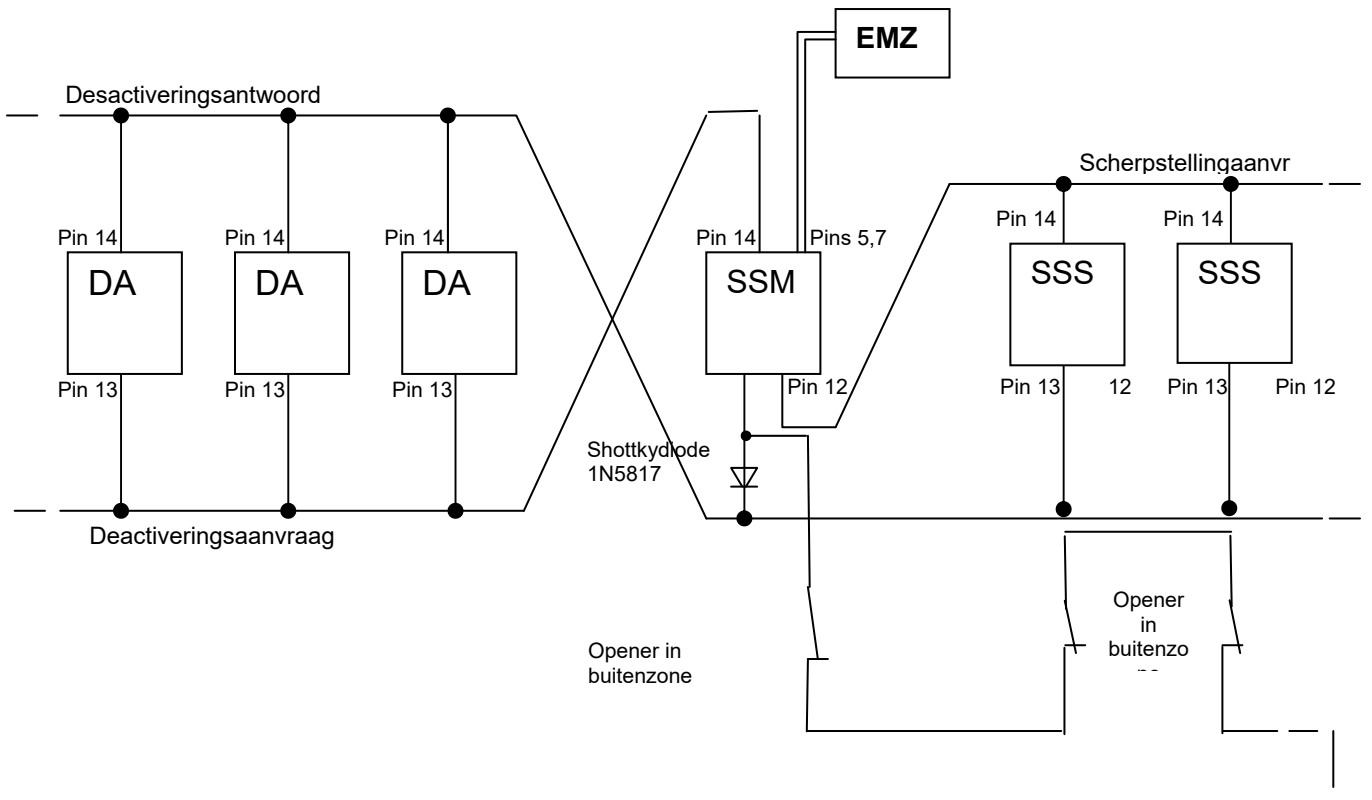 EMZ
Desactiveringsantwoord
Scherpstellingaanvr
Pin 14
Pin 14
Pin 14
Pin 14
Pins 5,7
Pin 14
Pin 14
DA
DA
DA
SSM
SSS
SSS
Pin 13
Pin 13
Pin 13
Pin 12
Pin 13
12
Pin 13
Pin 12
Shottkydiode
1N5817
Deactiveringsaanvraag
Opener in
buitenzone
Opener
in
buitenzo